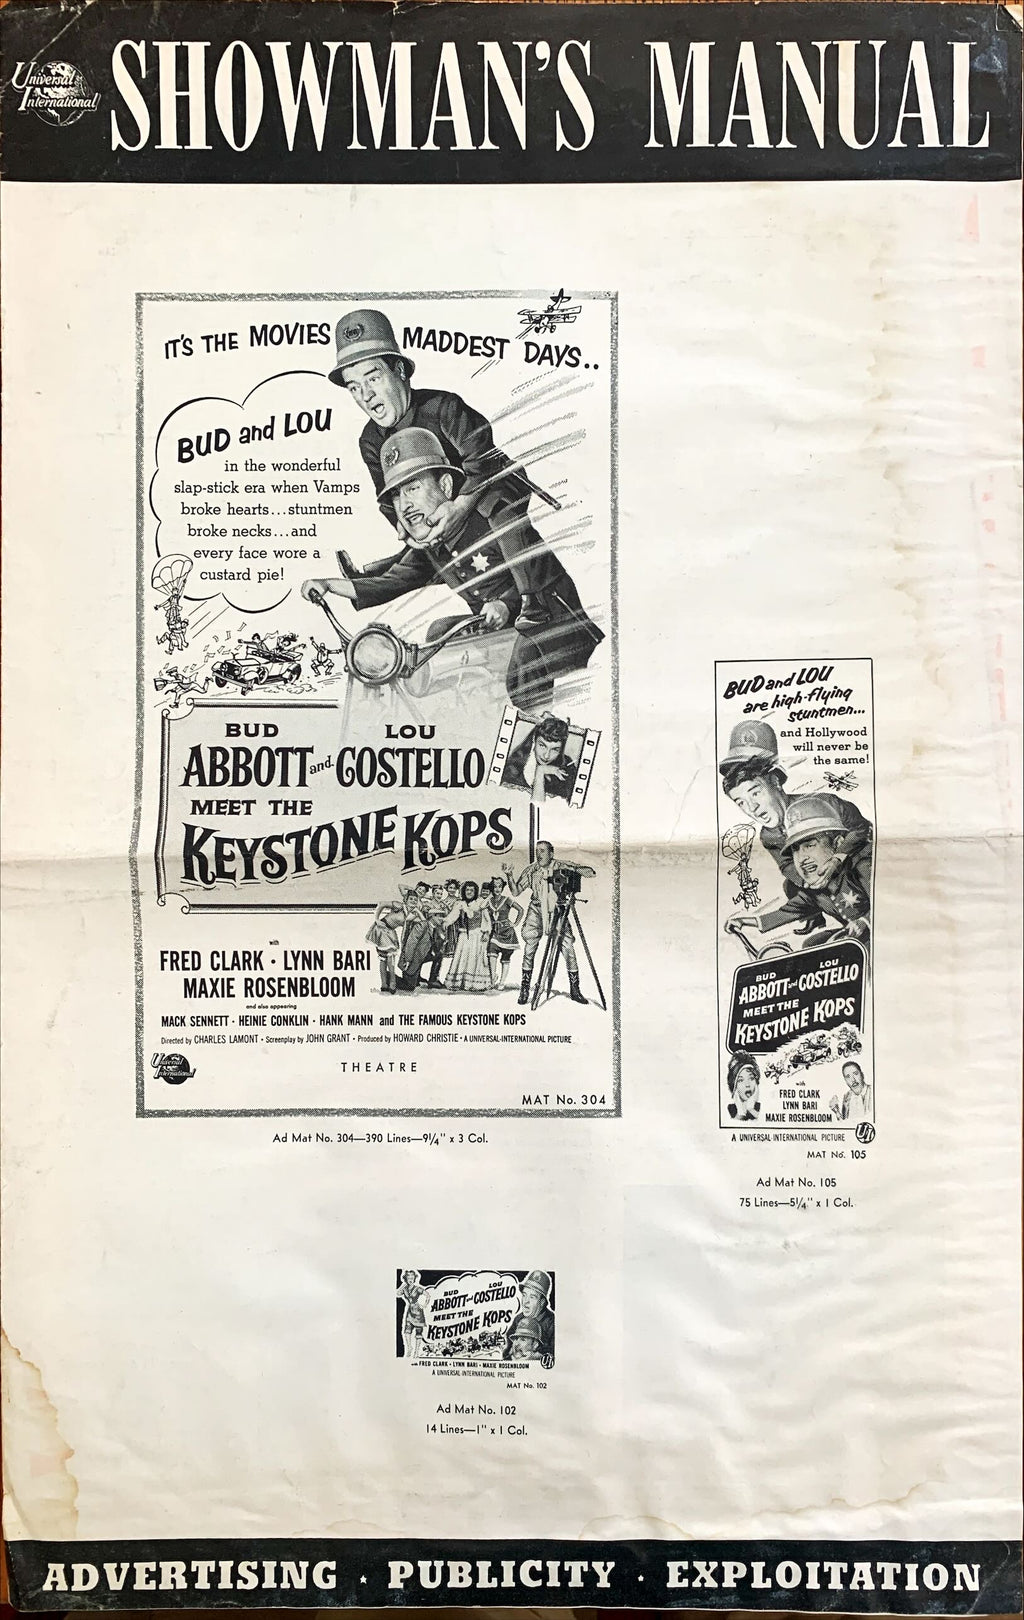 Universal International
SHOWMAN'S MANUAL
IT'S THE MOVIES MADDEST DAYS..
BUD and LOU
in the wonderful
slap-stick era when Vamps
broke hearts...stuntmen
broke necks...and
every face wore a
custard pie!
BUD LOU
ABBOTT and COSTELLO
MEET THE
KEYSTONE KOPS
with
FRED CLARK · LYNN BARI
MAXIE ROSENBLOOM
and also appearing
MACK SENNETT · HEINIE CONKLIN · HANK MANN and THE FAMOUS KEYSTONE KOPS
Directed by CHARLES LAMONT · Screenplay by JOHN GRANT · Produced by HOWARD CHRISTIE · A UNIVERSAL-INTERNATIONAL PICTURE
Universal International
THEATRE
MAT No. 304
Ad Mat No. 304—390 Lines—9¼" x 3 Col.
BUD and LOU
are high-flying
stuntmen...
and Hollywood
will never be
the same!
BUD LOU
ABBOTT and COSTELLO
MEET THE
KEYSTONE KOPS
with
FRED CLARK
LYNN BARI
MAXIE ROSENBLOOM
A UNIVERSAL-INTERNATIONAL PICTURE
UI
MAT No. 105
Ad Mat No. 105
75 Lines—5¼" x 1 Col.
BUD LOU
ABBOTT and COSTELLO
MEET THE
KEYSTONE KOPS
with FRED CLARK · LYNN BARI · MAXIE ROSENBLOOM
UI
A UNIVERSAL-INTERNATIONAL PICTURE
MAT No. 102
Ad Mat No. 102
14 Lines—1" x 1 Col.
ADVERTISING · PUBLICITY · EXPLOITATION